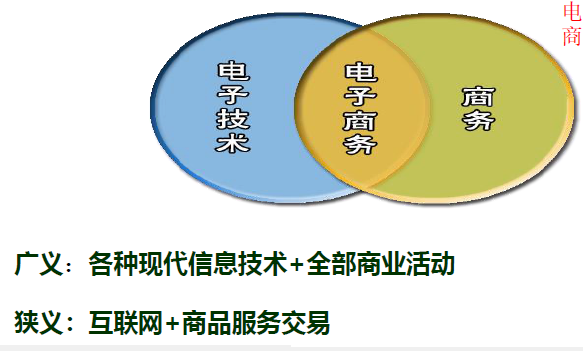 电商
电子技术
电子商务
商务
广义：各种现代信息技术+全部商业活动
狭义：互联网+商品服务交易